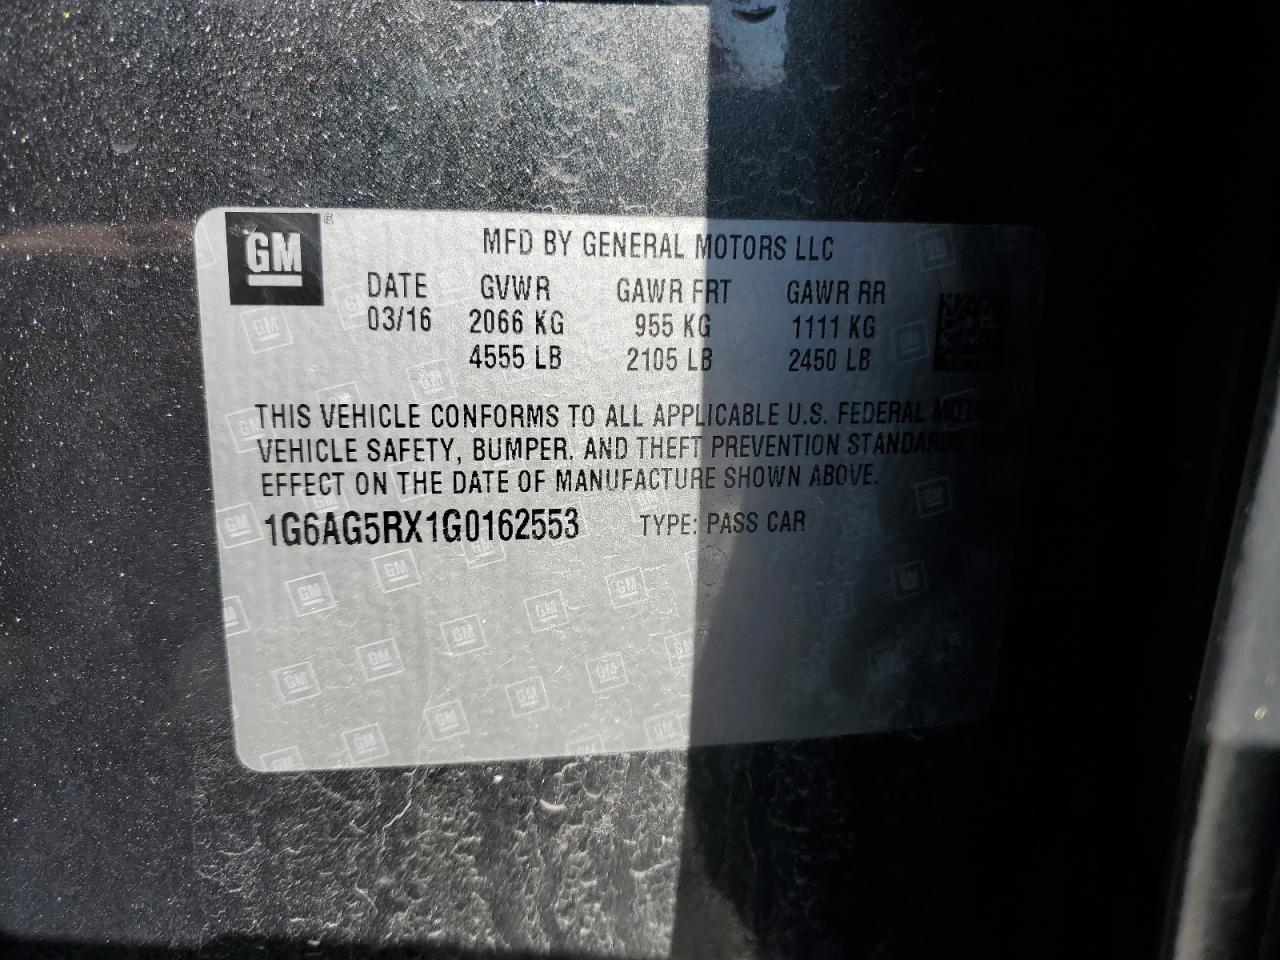 GM®
MFD BY GENERAL MOTORS LLC
DATE GVWR GAWR FRT GAWR RR
03/16 2066 KG 955 KG 1111 KG
4555 LB 2105 LB 2450 LB
THIS VEHICLE CONFORMS TO ALL APPLICABLE U.S. FEDERAL MOTOR
VEHICLE SAFETY, BUMPER, AND THEFT PREVENTION STANDARDS IN
EFFECT ON THE DATE OF MANUFACTURE SHOWN ABOVE.
1G6AG5RX1G0162553 TYPE: PASS CAR